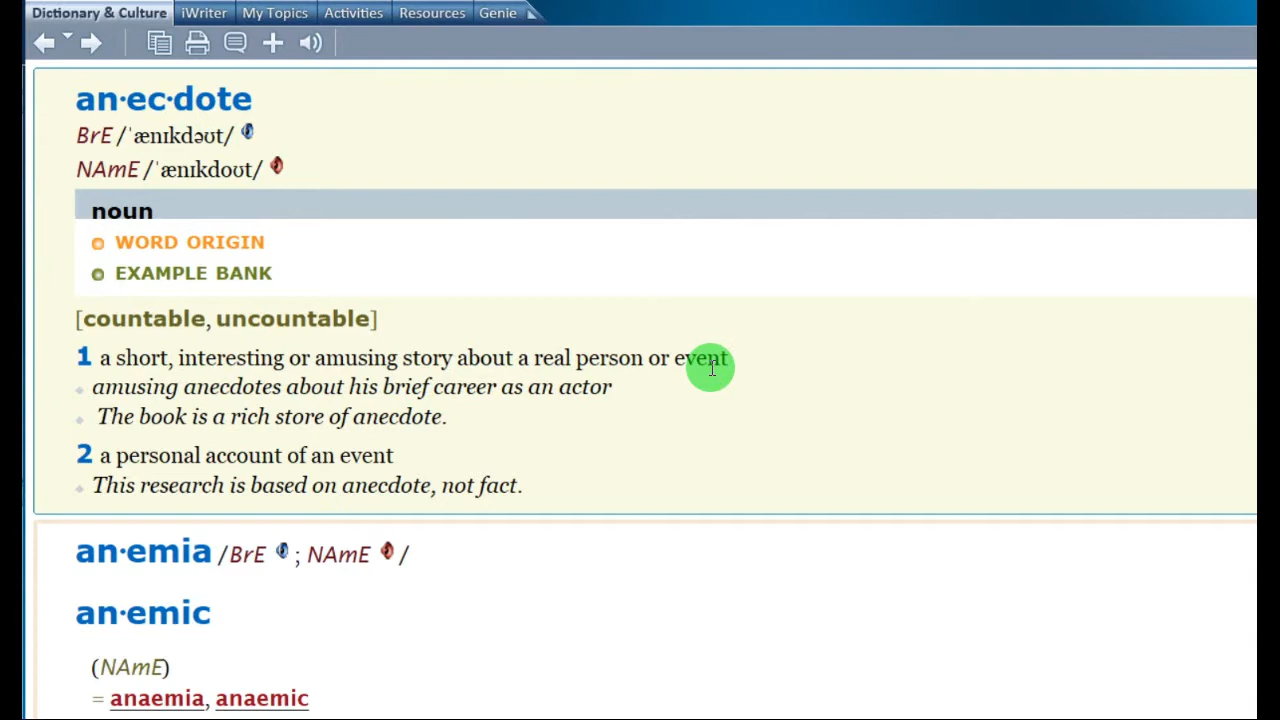 Dictionary & Culture iWriter My Topics Activities Resources Genie
an·ec·dote
BrE /ˈænɪkdəʊt/
NAmE /ˈænɪkdoʊt/
noun
WORD ORIGIN
EXAMPLE BANK
[countable, uncountable]
1 a short, interesting or amusing story about a real person or event
amusing anecdotes about his brief career as an actor
The book is a rich store of anecdote.
2 a personal account of an event
This research is based on anecdote, not fact.
an·emia /BrE ; NAmE /
an·emic
(NAmE)
= anaemia, anaemic